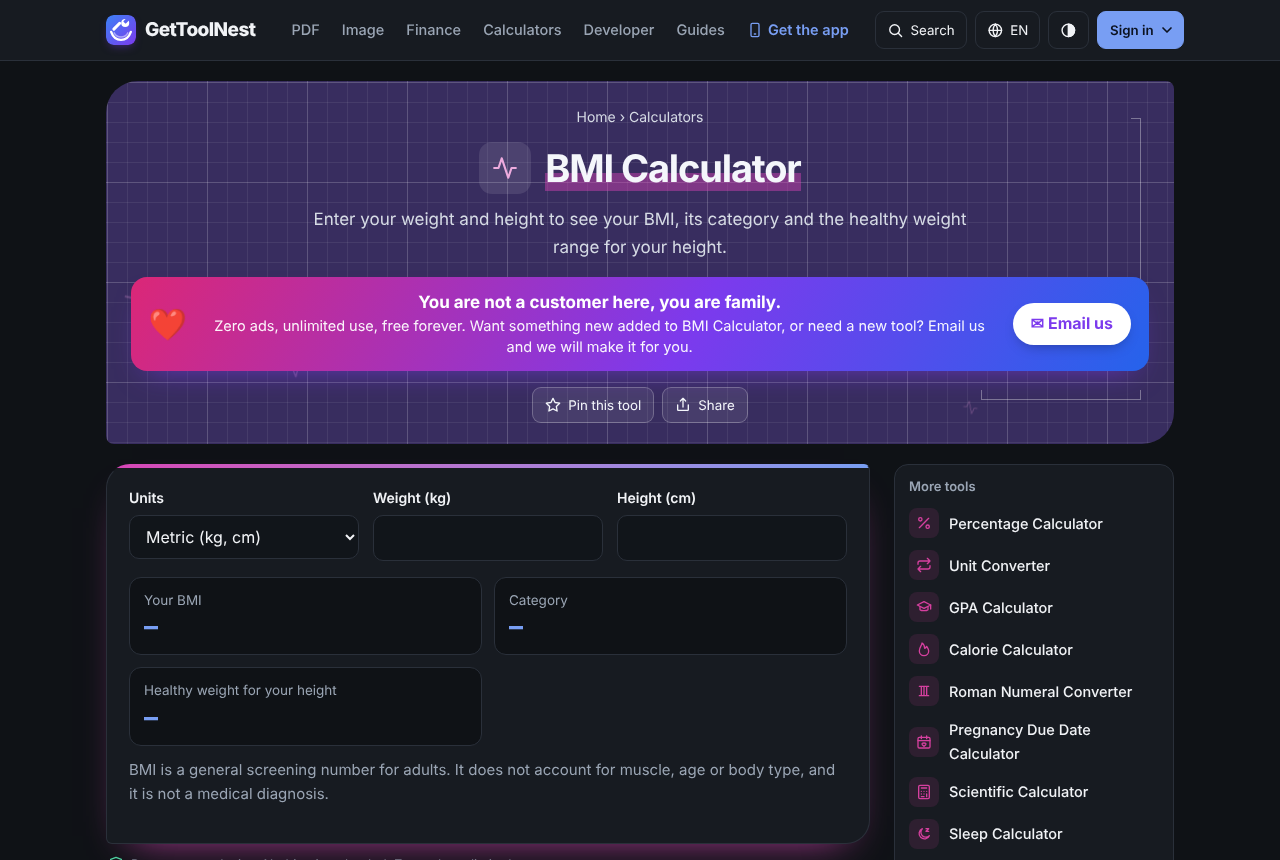 GetToolNest
PDF
Image
Finance
Calculators
Developer
Guides
Get the app
Search
EN
Sign in
Home › Calculators
BMI Calculator
Enter your weight and height to see your BMI, its category and the healthy weight
range for your height.
You are not a customer here, you are family.
Zero ads, unlimited use, free forever. Want something new added to BMI Calculator, or need a new tool? Email us
and we will make it for you.
✉ Email us
Pin this tool
Share
Units
Weight (kg)
Height (cm)
Metric (kg, cm)
Your BMI
–
Category
–
Healthy weight for your height
–
BMI is a general screening number for adults. It does not account for muscle, age or body type, and
it is not a medical diagnosis.
More tools
Percentage Calculator
Unit Converter
GPA Calculator
Calorie Calculator
Roman Numeral Converter
Pregnancy Due Date
Calculator
Scientific Calculator
Sleep Calculator